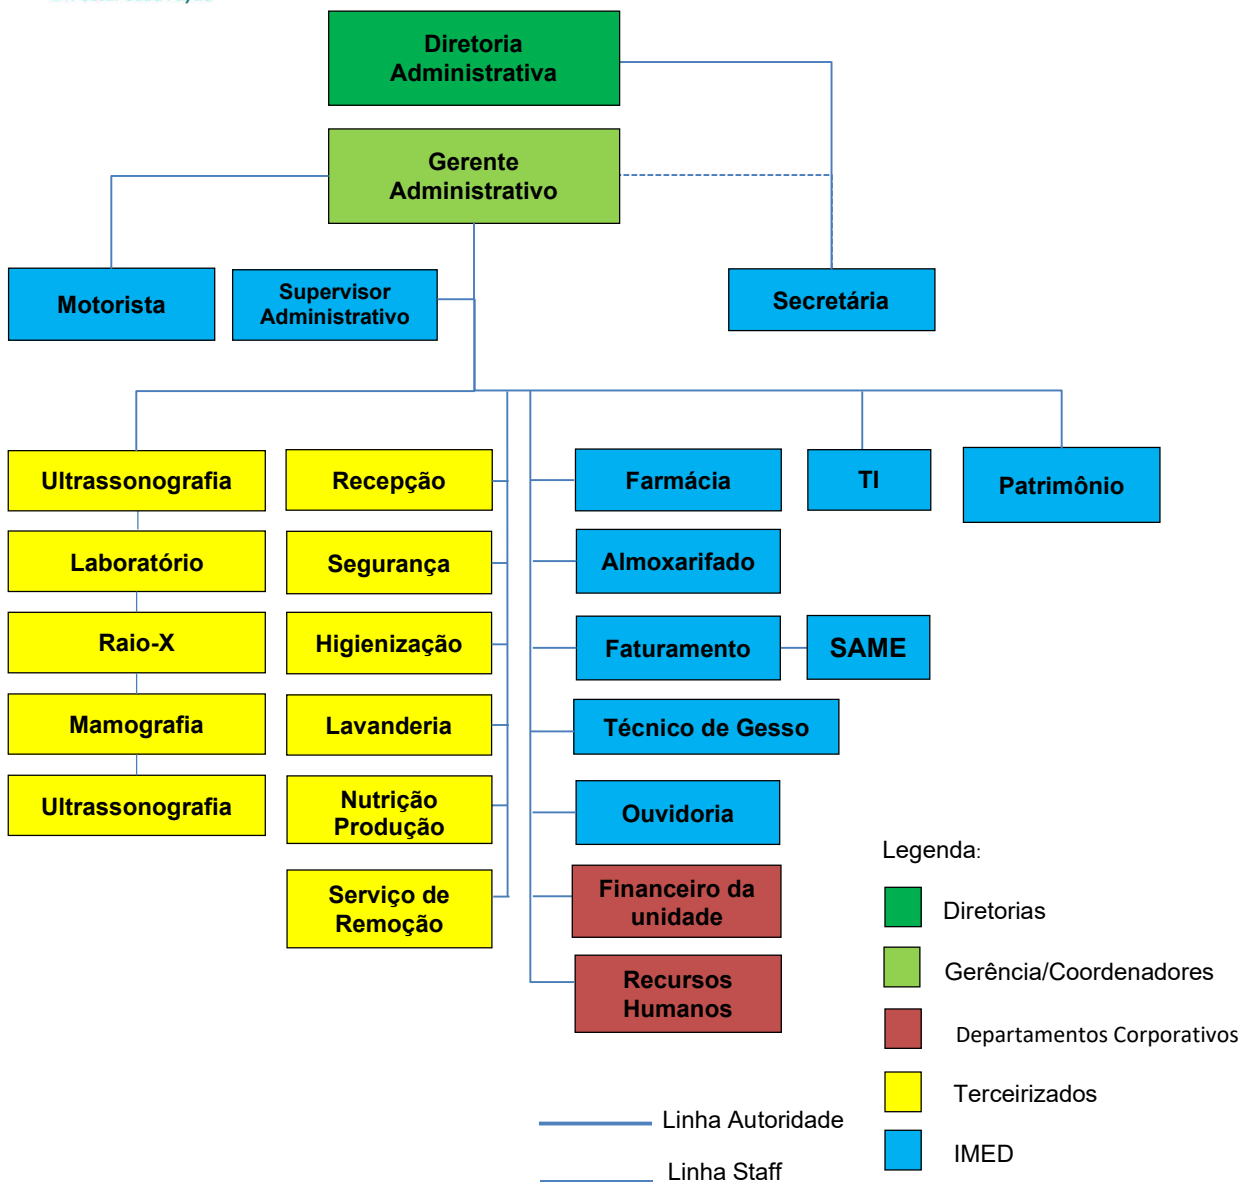 Diretoria
Administrativa
Gerente
Administrativo
Motorista
Supervisor
Administrativo
Secretária
Ultrassonografia
Recepção
Farmácia
TI
Patrimônio
Laboratório
Segurança
Almoxarifado
Raio-X
Higienização
Faturamento
SAME
Mamografia
Lavanderia
Técnico de Gesso
Ultrassonografia
Nutrição
Produção
Ouvidoria
Serviço de
Remoção
Financeiro da
unidade
Recursos
Humanos
Legenda:
Diretorias
Gerência/Coordenadores
Departamentos Corporativos
Terceirizados
IMED
Linha Autoridade
Linha Staff